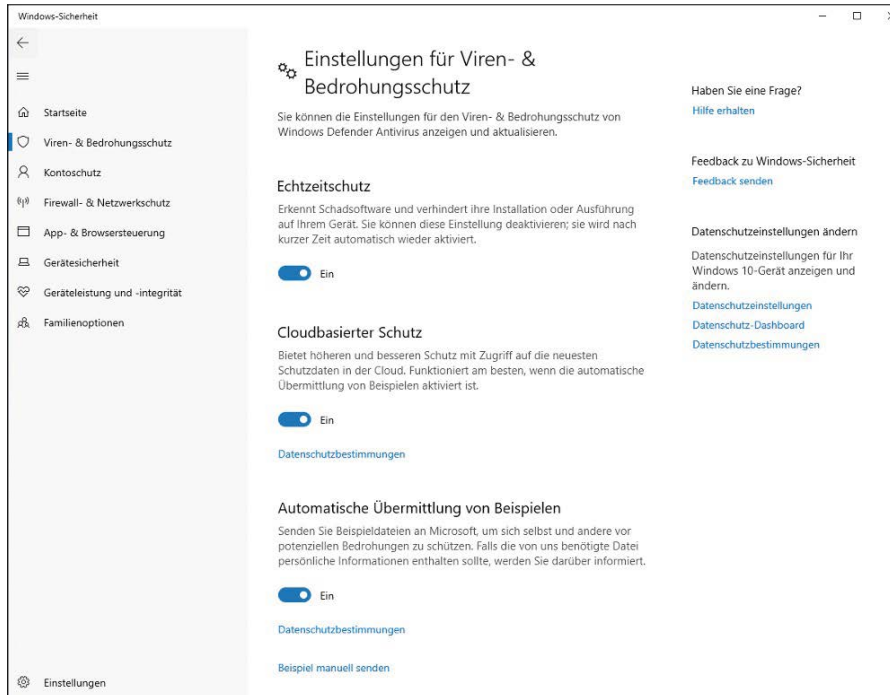 Windows-Sicherheit
Startseite
Viren- & Bedrohungsschutz
Kontoschutz
Firewall- & Netzwerkschutz
App- & Browsersteuerung
Gerätesicherheit
Geräteleistung und -integrität
Familienoptionen
Einstellungen
Einstellungen für Viren- &
Bedrohungsschutz
Sie können die Einstellungen für den Viren- & Bedrohungsschutz von
Windows Defender Antivirus anzeigen und aktualisieren.
Echtzeitschutz
Erkennt Schadsoftware und verhindert ihre Installation oder Ausführung
auf Ihrem Gerät. Sie können diese Einstellung deaktivieren; sie wird nach
kurzer Zeit automatisch wieder aktiviert.
Ein
Cloudbasierter Schutz
Bietet höheren und besseren Schutz mit Zugriff auf die neuesten
Schutzdaten in der Cloud. Funktioniert am besten, wenn die automatische
Übermittlung von Beispielen aktiviert ist.
Ein
Datenschutzbestimmungen
Automatische Übermittlung von Beispielen
Senden Sie Beispieldateien an Microsoft, um sich selbst und andere vor
potenziellen Bedrohungen zu schützen. Falls die von uns benötigte Datei
persönliche Informationen enthalten sollte, werden Sie darüber informiert.
Ein
Datenschutzbestimmungen
Beispiel manuell senden
Haben Sie eine Frage?
Hilfe erhalten
Feedback zu Windows-Sicherheit
Feedback senden
Datenschutzeinstellungen ändern
Datenschutzeinstellungen für Ihr
Windows 10-Gerät anzeigen und
ändern.
Datenschutzeinstellungen
Datenschutz-Dashboard
Datenschutzbestimmungen